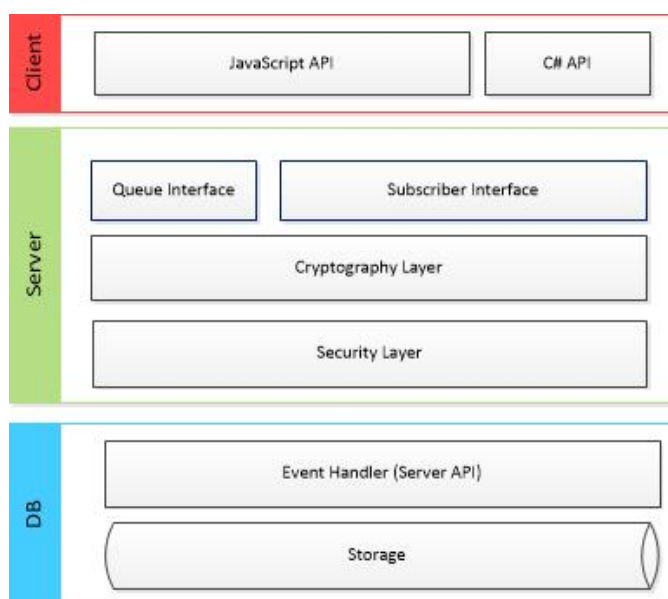 Client
JavaScript API
C# API
Server
Queue Interface
Subscriber Interface
Cryptography Layer
Security Layer
DB
Event Handler (Server API)
Storage